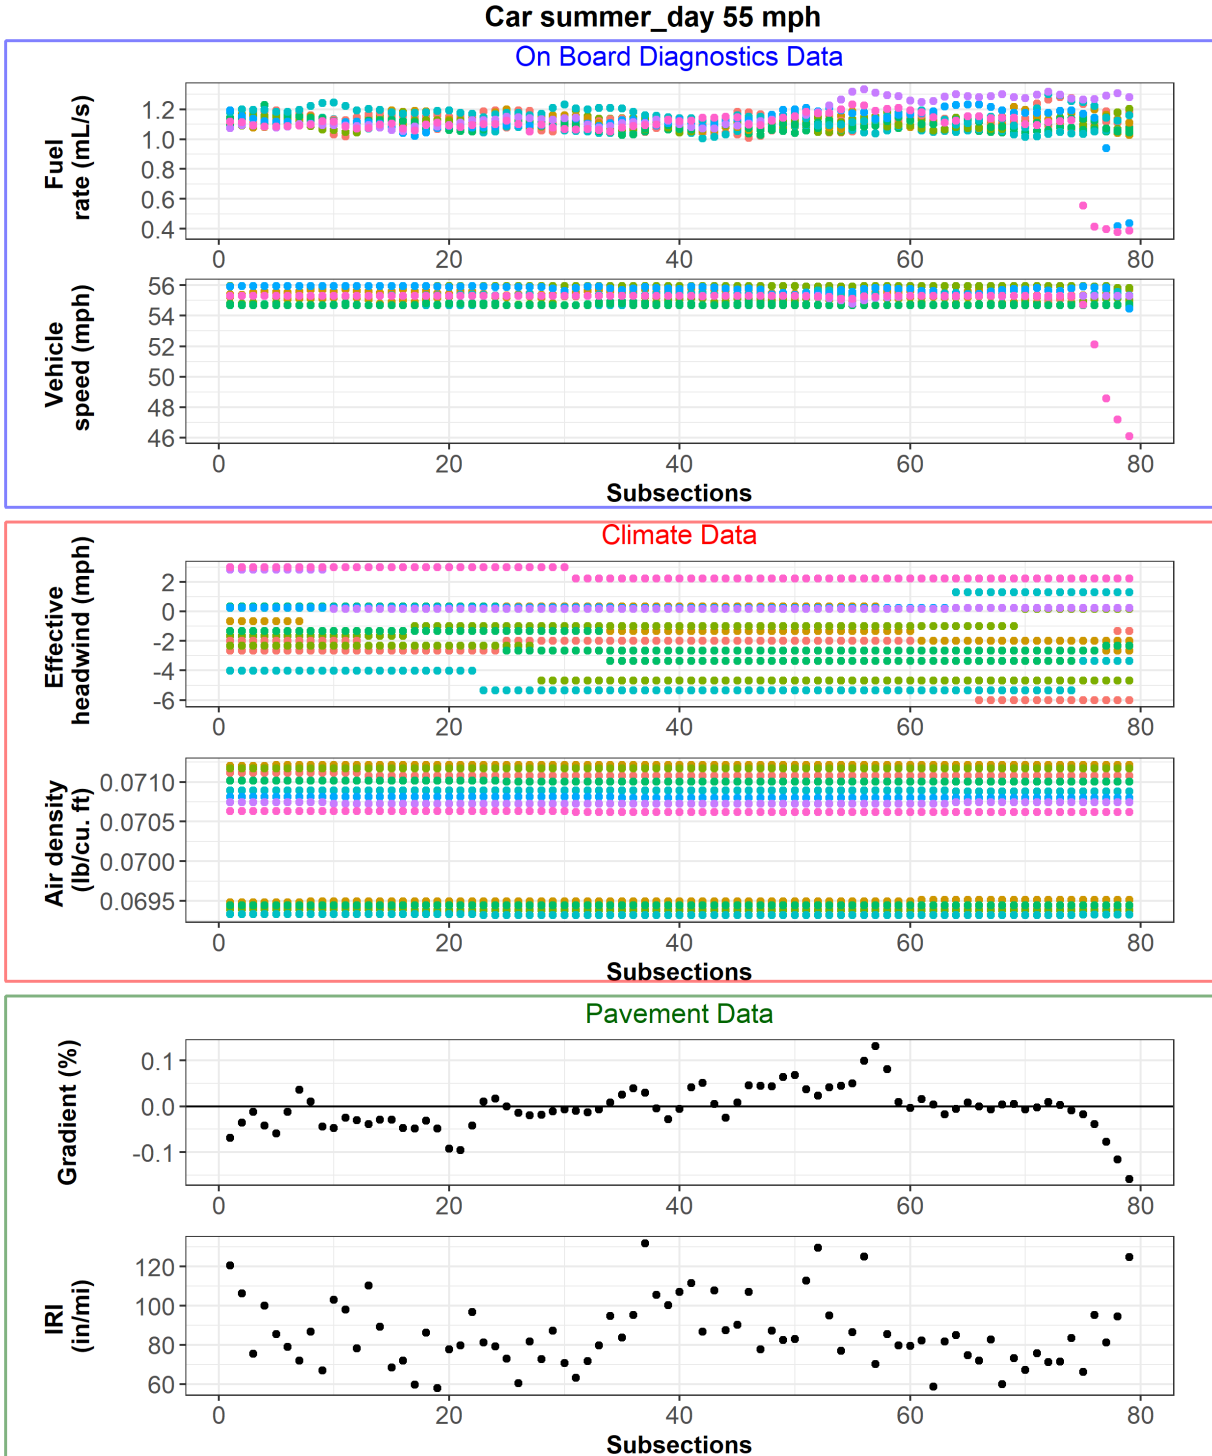 Car summer_day 55 mph
On Board Diagnostics Data
Fuel
rate (mL/s)
1.2
1.0
0.8
0.6
0.4
0 20 40 60 80
Vehicle
speed (mph)
56
54
52
50
48
46
0 20 40 60 80
Subsections
Climate Data
Effective
headwind (mph)
2
0
-2
-4
-6
0 20 40 60 80
Air density
(lb/cu. ft)
0.0710
0.0705
0.0700
0.0695
0 20 40 60 80
Subsections
Pavement Data
Gradient (%)
0.1
0.0
-0.1
0 20 40 60 80
IRI
(in/mi)
120
100
80
60
0 20 40 60 80
Subsections